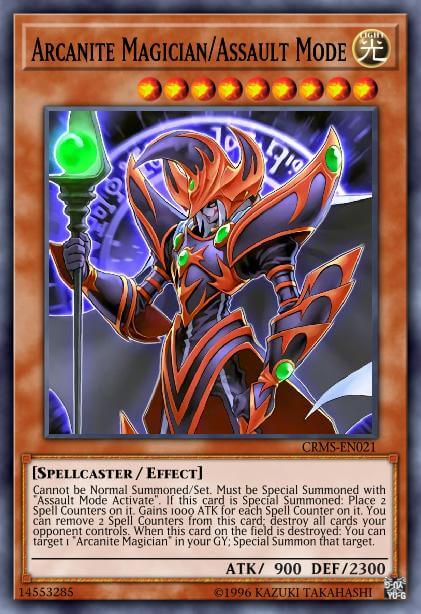 Arcanite Magician/Assault Mode
LIGHT
光
CRMS-EN021
[Spellcaster / Effect]
Cannot be Normal Summoned/Set. Must be Special Summoned with
"Assault Mode Activate". If this card is Special Summoned: Place 2
Spell Counters on it. Gains 1000 ATK for each Spell Counter on it. You
can remove 2 Spell Counters from this card; destroy all cards your
opponent controls. When this card on the field is destroyed: You can
target 1 "Arcanite Magician" in your GY; Special Summon that target.
ATK/ 900 DEF/2300
14553285
©1996 KAZUKI TAKAHASHI